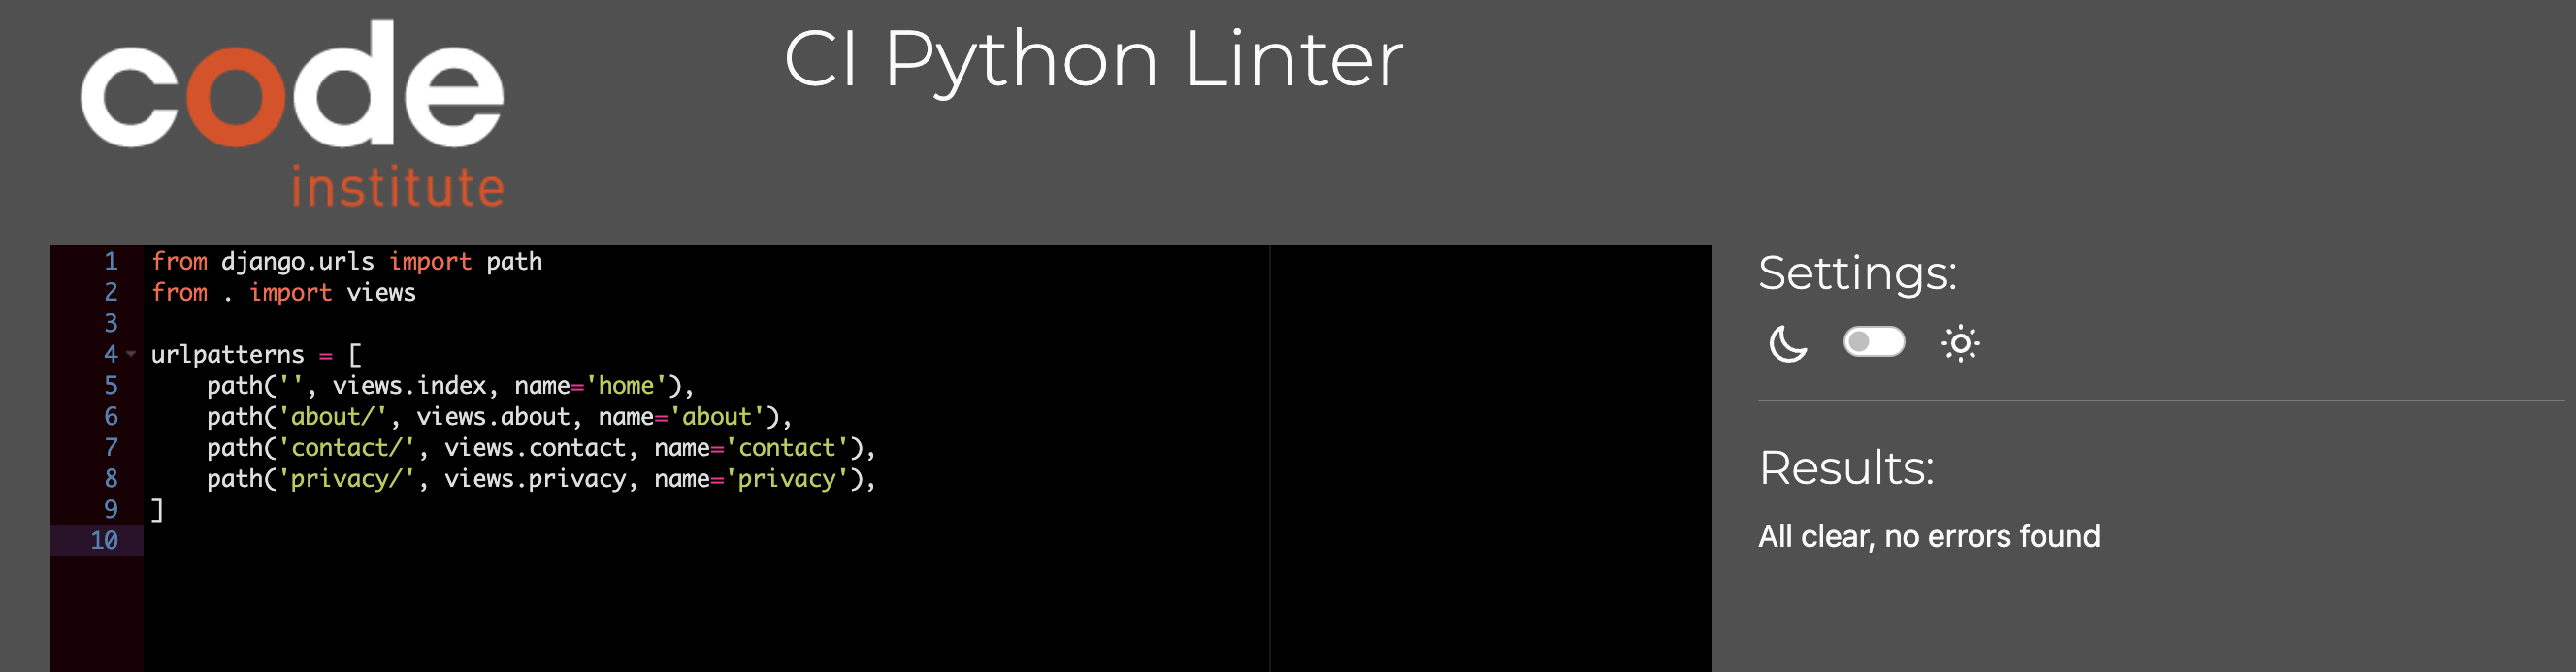 code
institute
CI Python Linter
1 from django.urls import path
2 from . import views
3
4 urlpatterns = [
5     path('', views.index, name='home'),
6     path('about/', views.about, name='about'),
7     path('contact/', views.contact, name='contact'),
8     path('privacy/', views.privacy, name='privacy'),
9 ]
10
Settings:
Results:
All clear, no errors found